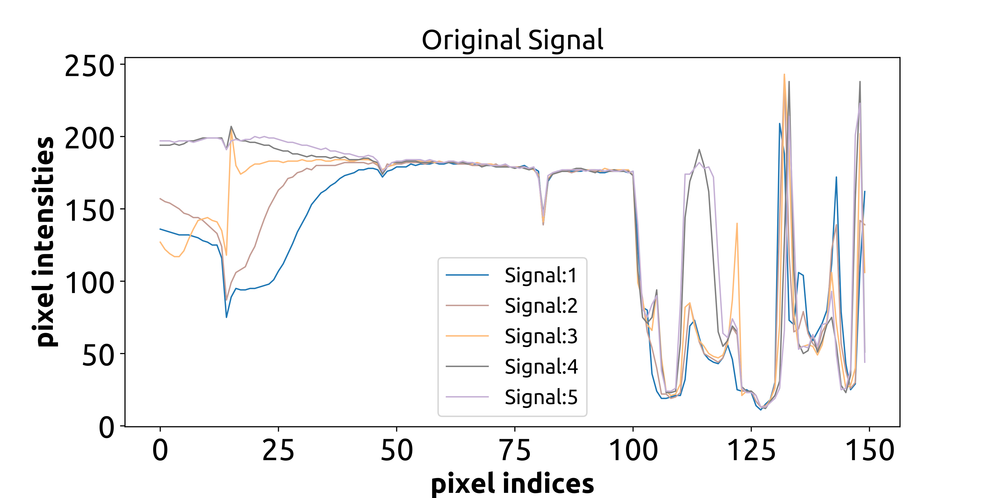 Original Signal
pixel intensities
250
200
150
100
50
0
Signal:1
Signal:2
Signal:3
Signal:4
Signal:5
0 25 50 75 100 125 150
pixel indices